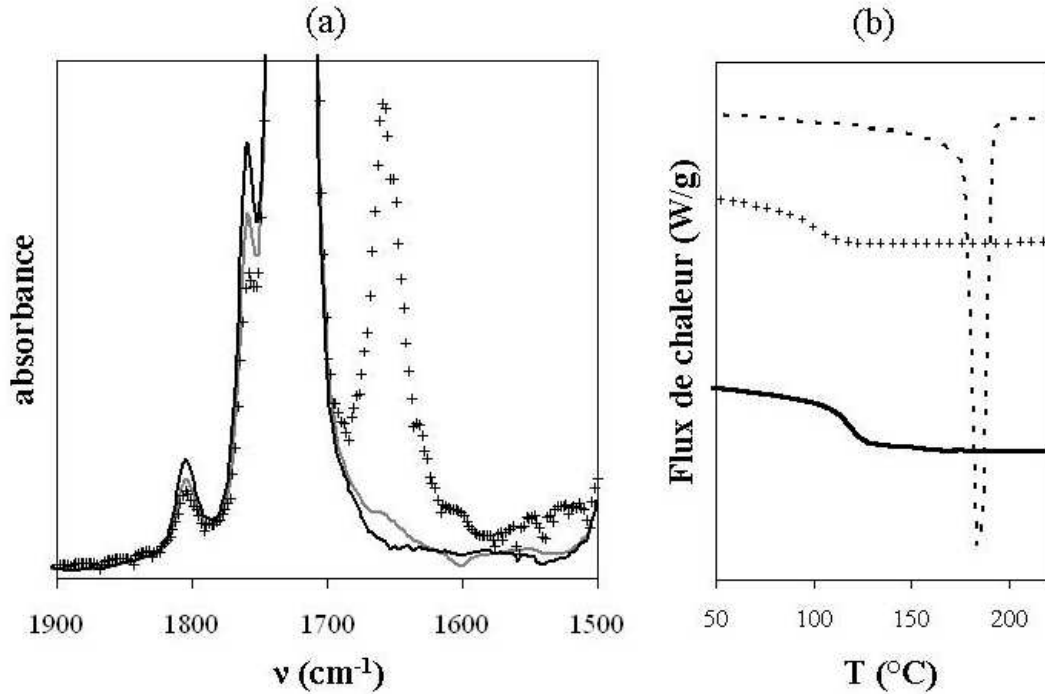 (a)
absorbance
1900 1800 1700 1600 1500
ν (cm-1)
(b)
Flux de chaleur (W/g)
50 100 150 200
T (°C)